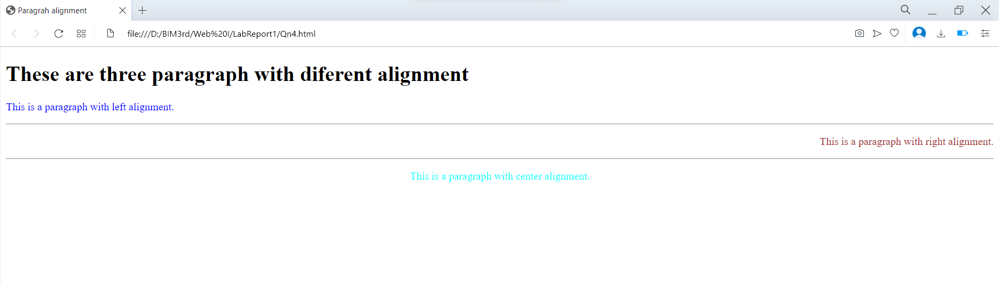 Paragrah alignment
file:///D:/BIM3rd/Web%20I/LabReport1/Qn4.html
These are three paragraph with diferent alignment
This is a paragraph with left alignment.
This is a paragraph with right alignment.
This is a paragraph with center alignment.